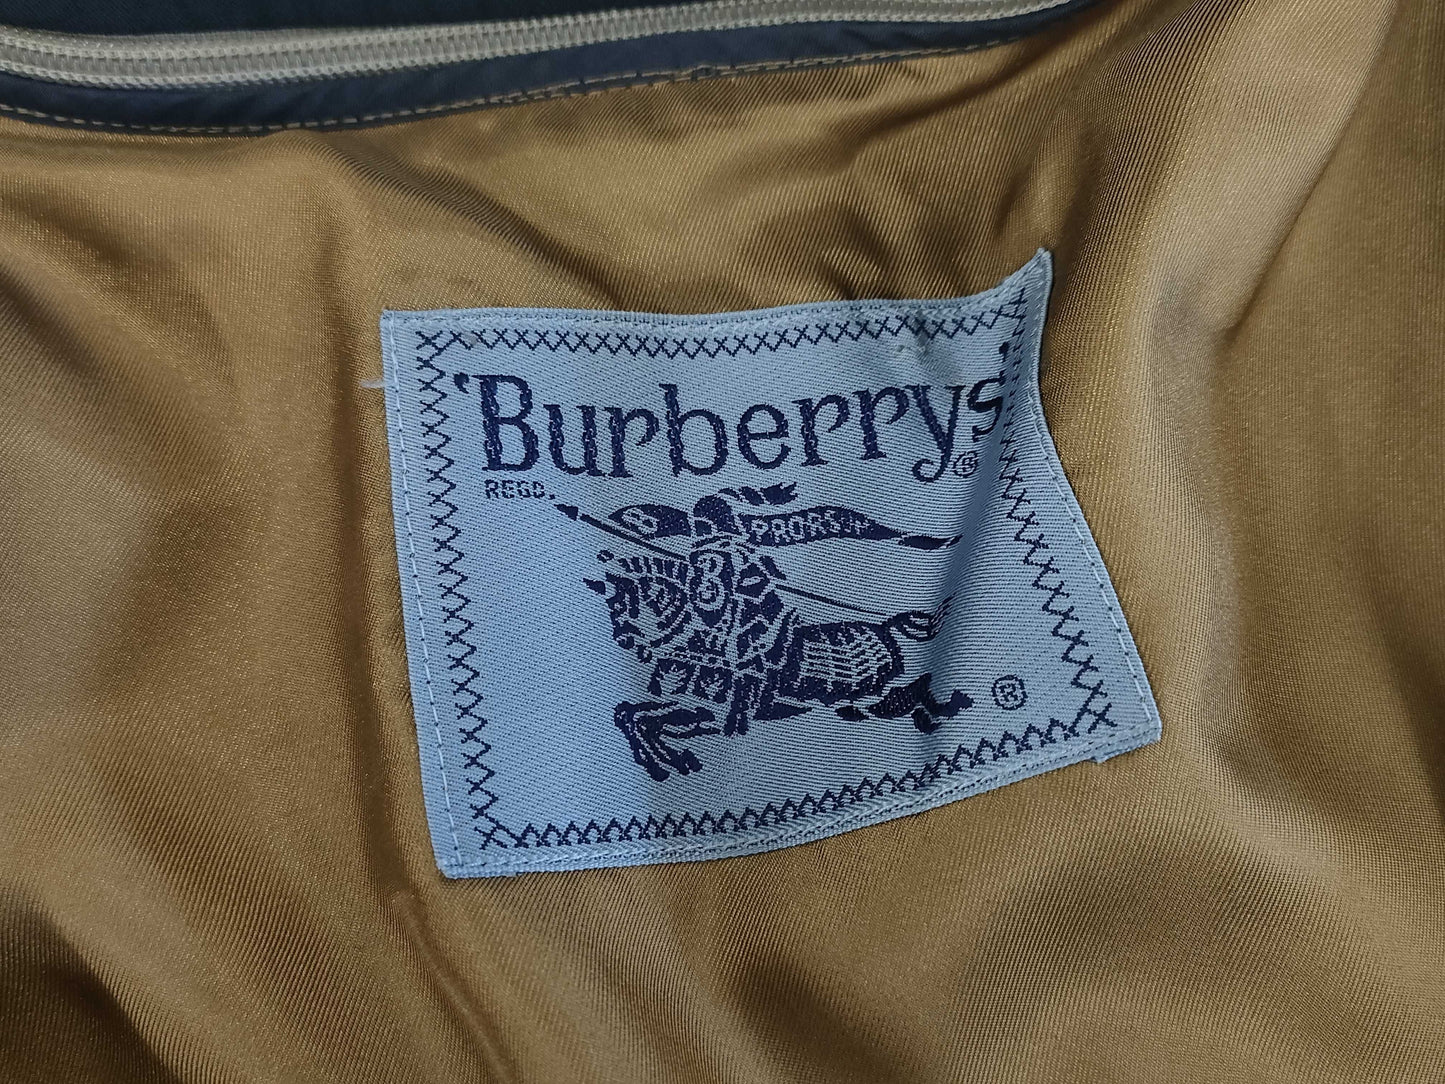 'Burberrys'
®
REGD.
B PRORSUM
B
®